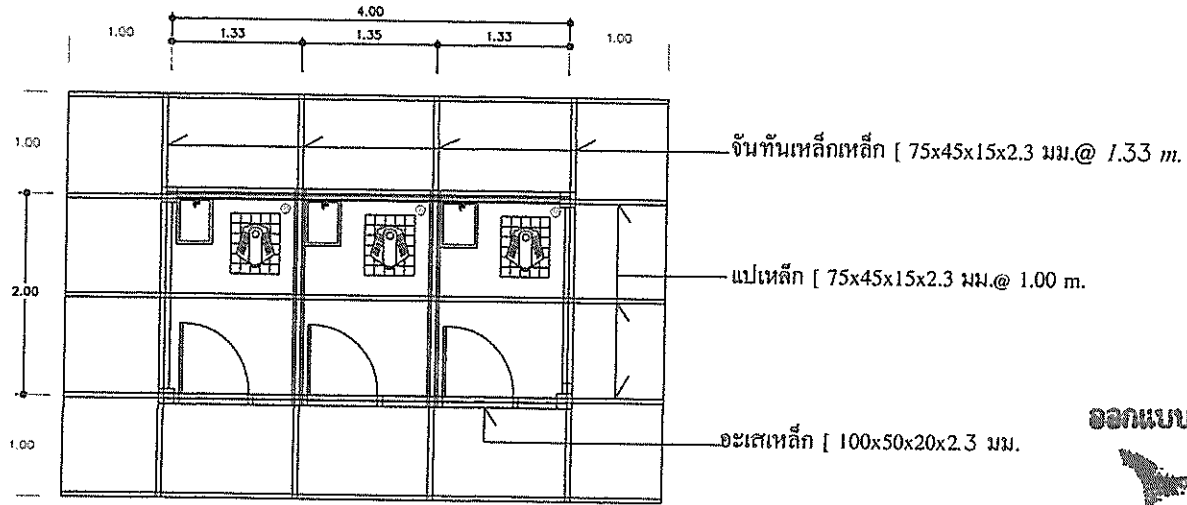 4.00
1.00 1.33 1.35 1.33 1.00
1.00
จันทันเหล็กเหล็ก [ 75x45x15x2.3 มม.@ 1.33 m.
แปเหล็ก [ 75x45x15x2.3 มม.@ 1.00 m.
2.00
ออกแบบ
อะเสเหล็ก [ 100x50x20x2.3 มม.
1.00